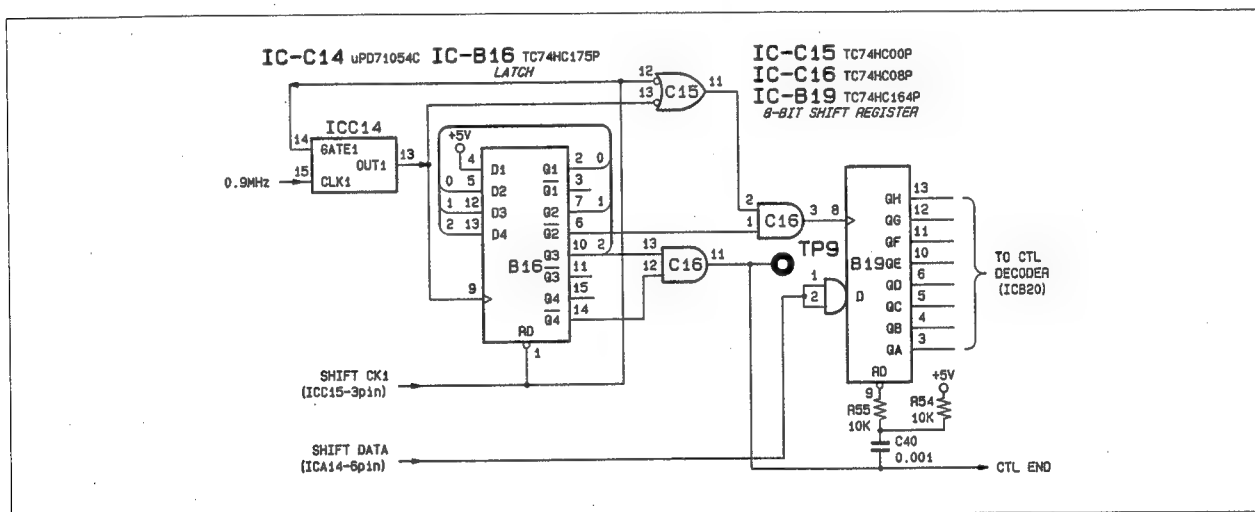 IC-C14 uPD71054C IC-B16 TC74HC175P
LATCH
IC-C15 TC74HC00P
IC-C16 TC74HC08P
IC-B19 TC74HC164P
8-BIT SHIFT REGISTER
12
13
C15
11
ICC14
14
GATE1
OUT1
13
15
CLK1
0.9MHz
+5V
4
0
5
1 12
2 13
9
D1
D2
D3
D4
Q1
Q1
Q2
Q2
Q3
Q3
Q4
Q4
B16
RD
1
2 0
3
7 1
6
10 2
11
15
14
13
12
C16
11
2
1
C16
3
8
TP9
1
2
D
B19
QH
QG
QF
QE
QD
QC
QB
QA
RD
13
12
11
10
6
5
4
3
TO CTL
DECODER
(ICB20)
9
R55
10K
+5V
R54
10K
C40
0.001
SHIFT CK1
(ICC15-3pin)
SHIFT DATA
(ICA14-6pin)
CTL END